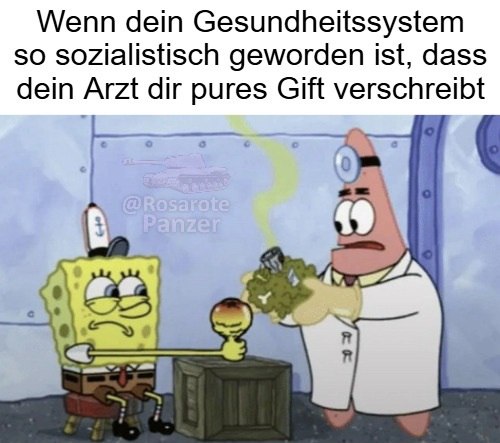 Wenn dein Gesundheitssystem
so sozialistisch geworden ist, dass
dein Arzt dir pures Gift verschreibt
@Rosarote
Panzer